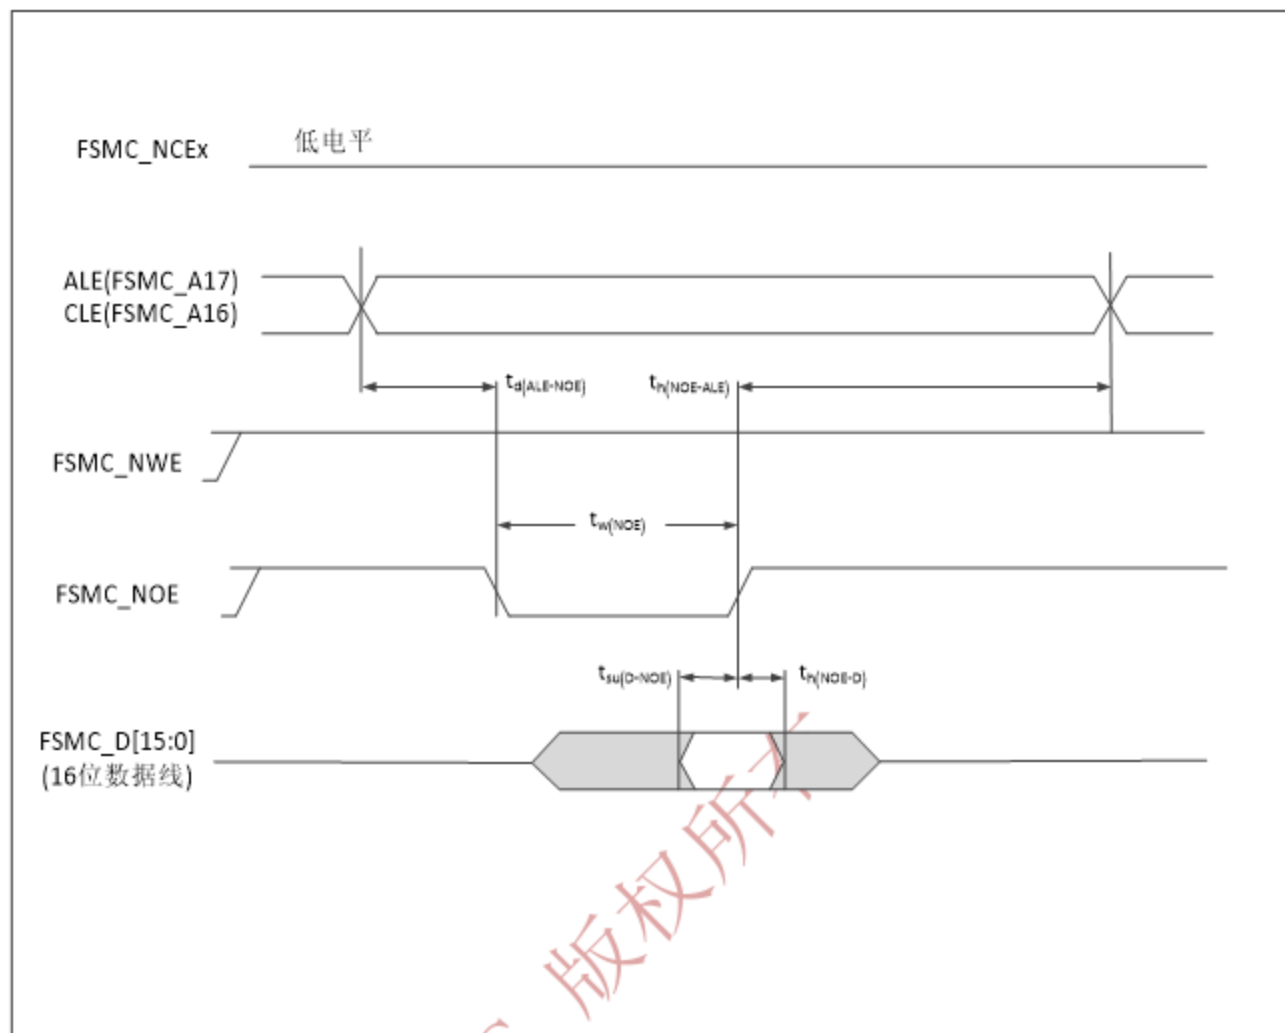 FSMC_NCEx
低电平
ALE(FSMC_A17)
CLE(FSMC_A16)
td(ALE-NOE)
th(NOE-ALE)
FSMC_NWE
tw(NOE)
FSMC_NOE
tsu(D-NOE)
th(NOE-D)
FSMC_D[15:0]
(16位数据线)
版权所有